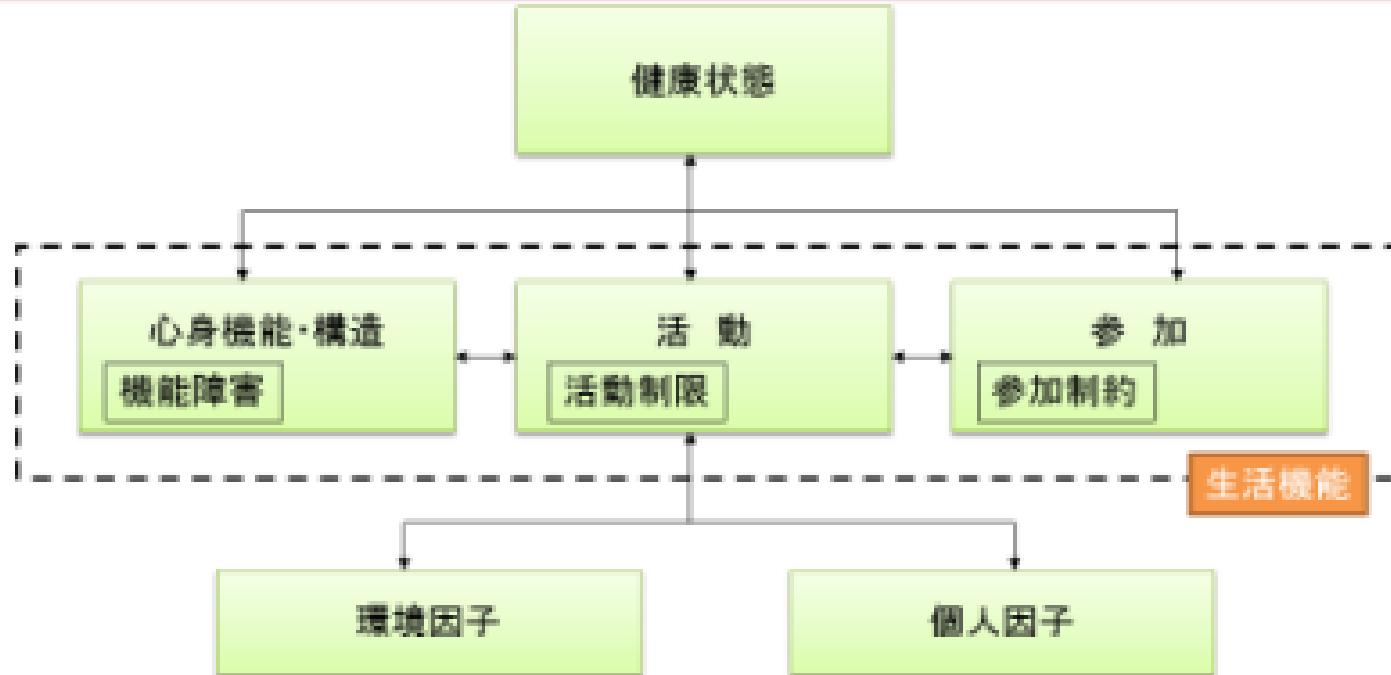 健康状態
心身機能・構造
機能障害
活 動
活動制限
参 加
参加制約
生活機能
環境因子
個人因子